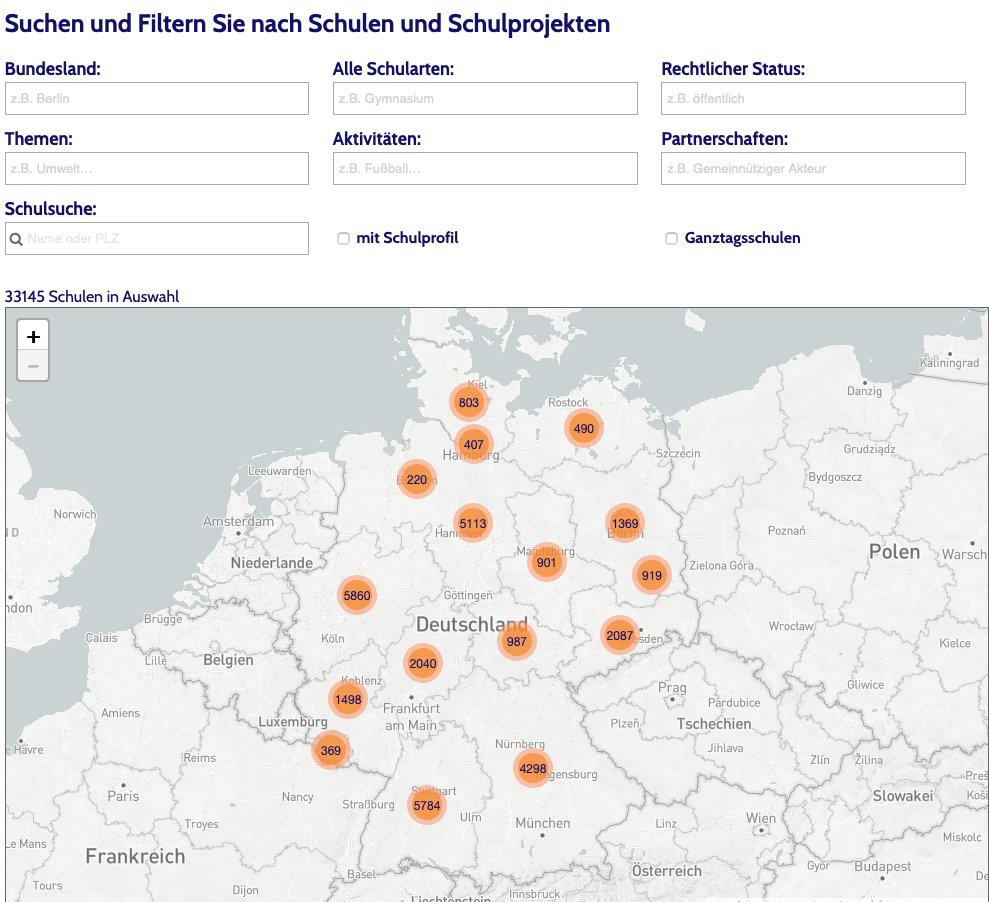 Suchen und Filtern Sie nach Schulen und Schulprojekten
Bundesland: Alle Schularten: Rechtlicher Status:
z.B. Berlin z.B. Gymnasium z.B. öffentlich
Themen: Aktivitäten: Partnerschaften:
z.B. Umwelt... z.B. Fußball... z.B. Gemeinnütziger Akteur
Schulsuche:
Name oder PLZ mit Schulprofil Ganztagsschulen
33145 Schulen in Auswahl
+
−
Kaliningrad
Kiel
Danzig
803
Rostock
490
407
Hamburg
Szczecin
Grudziądz
Leeuwarden
220
Bydgoszcz
Norwich
Amsterdam
5113
1369
Hannover
Berlin
Poznań
Magdeburg
Polen
Warsch
901
Niederlande
919
Zielona Góra
ndon
5860
Göttingen
Brügge
Deutschland
Wrocław
Calais
Köln
987
2087
esden
Kielce
Lille
Belgien
2040
Koblenz
Gliwice
Prag
1498
Pardubice
Amiens
Frankfurt
am Main
Luxemburg
Plzeň
Tschechien
e Havre
369
Nürnberg
Jihlava
Reims
Zlín
Žilina
4298
egensburg
Paris
Stuttgart
Nancy
Slowakei
Preš
Koši
Straßburg
5784
Ulm
Troyes
München
Linz
Wien
Le Mans
Miskolc
Frankreich
Győr
Budapest
Basel
Österreich
Tours
Dijon
Innsbruck
De
Liechtenstein